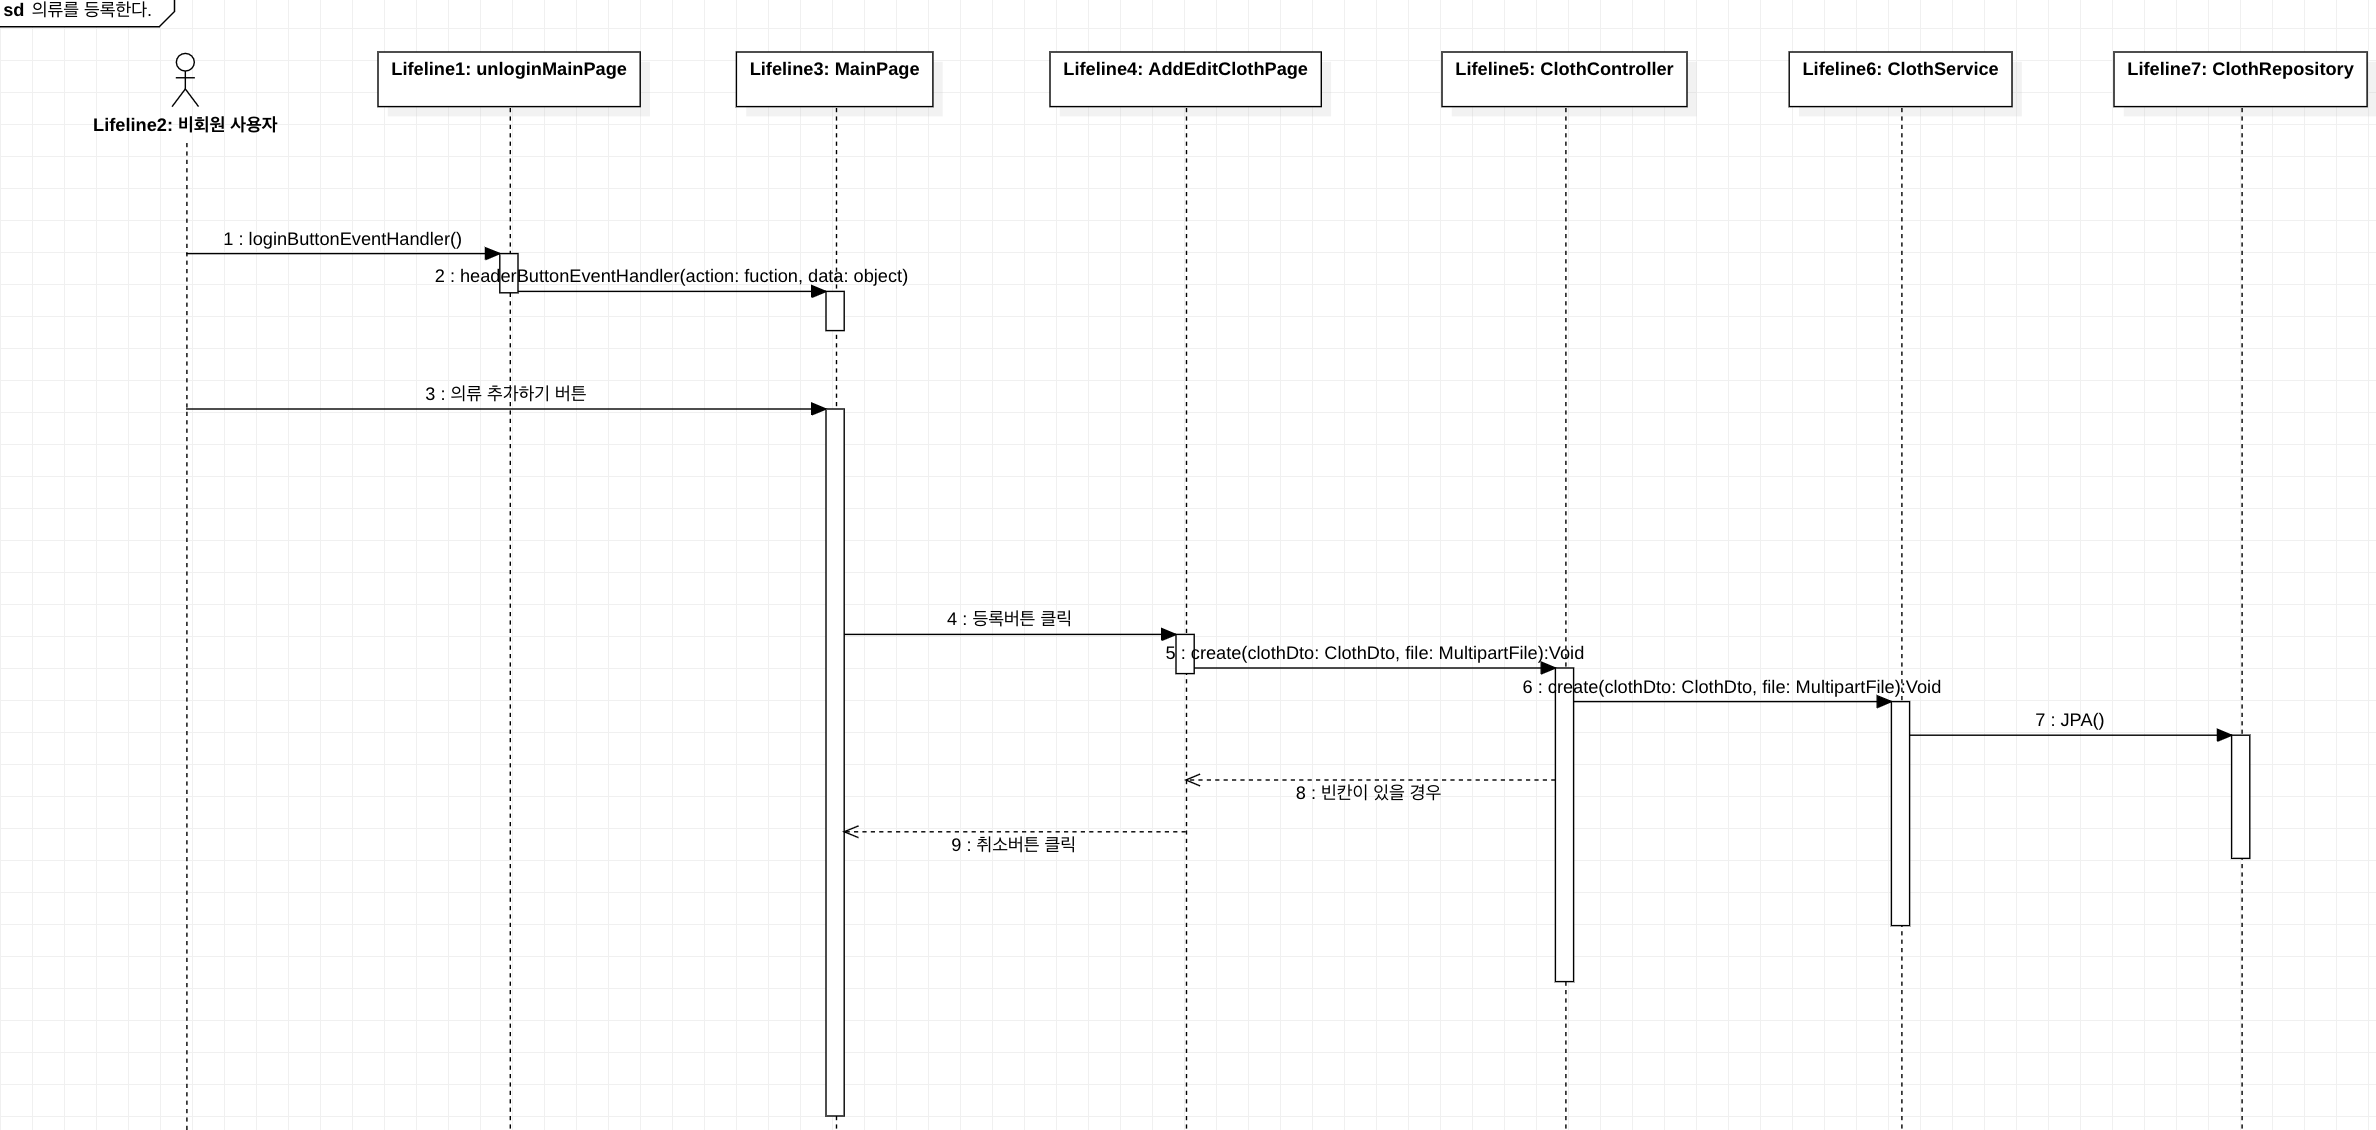 sd 의류를 등록한다.
Lifeline1: unloginMainPage
Lifeline3: MainPage
Lifeline4: AddEditClothPage
Lifeline5: ClothController
Lifeline6: ClothService
Lifeline7: ClothRepository
Lifeline2: 비회원 사용자
1 : loginButtonEventHandler()
2 : headerButtonEventHandler(action: fuction, data: object)
3 : 의류 추가하기 버튼
4 : 등록버튼 클릭
5 : create(clothDto: ClothDto, file: MultipartFile):Void
6 : create(clothDto: ClothDto, file: MultipartFile):Void
7 : JPA()
8 : 빈칸이 있을 경우
9 : 취소버튼 클릭